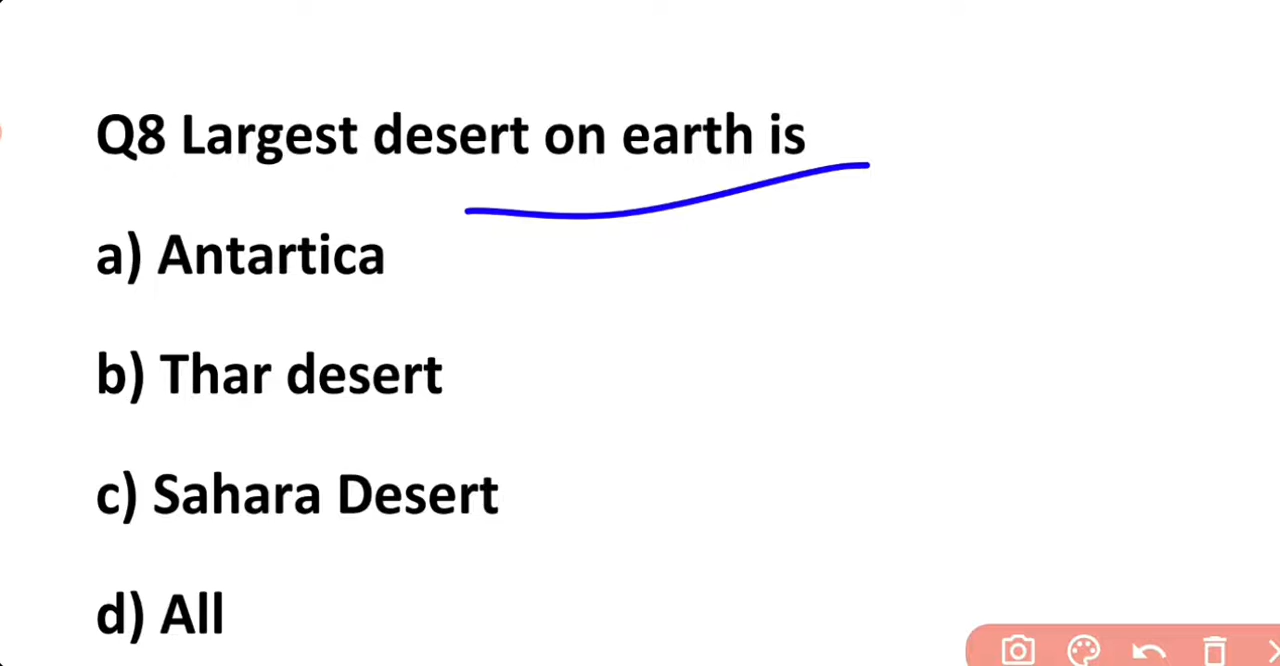 Q8 Largest desert on earth is
a) Antartica
b) Thar desert
c) Sahara Desert
d) All